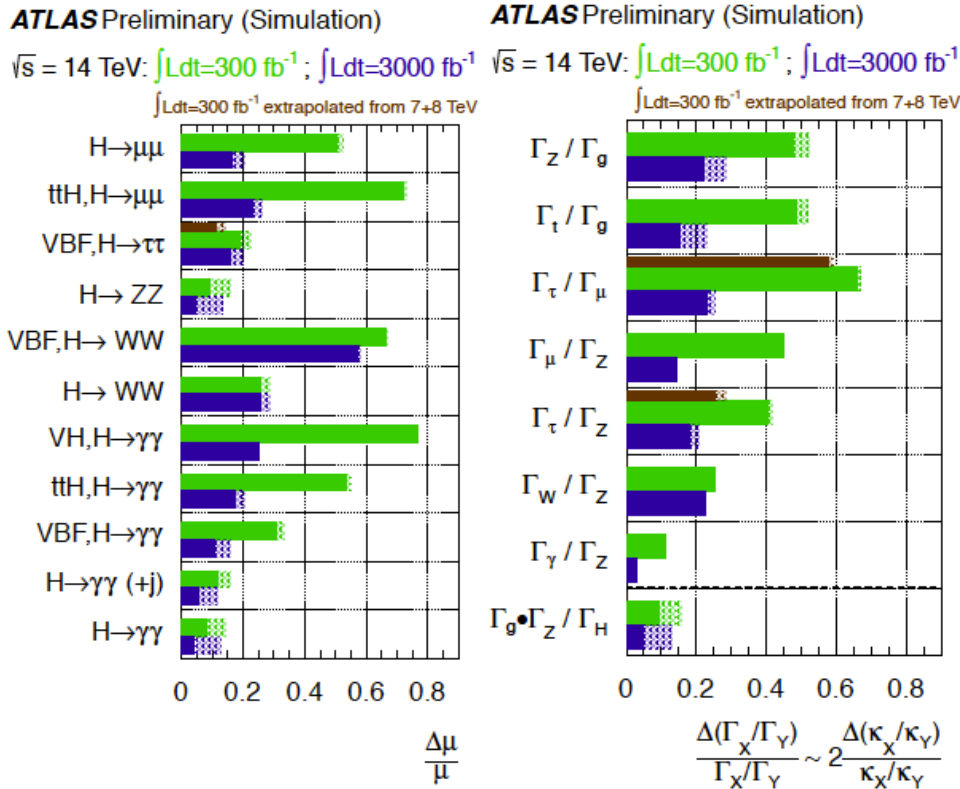 ATLAS Preliminary (Simulation)
√s = 14 TeV: ∫Ldt=300 fb⁻¹ ; ∫Ldt=3000 fb⁻¹
∫Ldt=300 fb⁻¹ extrapolated from 7+8 TeV
H→μμ
ttH,H→μμ
VBF,H→ττ
H→ ZZ
VBF,H→ WW
H→ WW
VH,H→γγ
ttH,H→γγ
VBF,H→γγ
H→γγ (+j)
H→γγ
0 0.2 0.4 0.6 0.8
Δμ
μ
ATLAS Preliminary (Simulation)
√s = 14 TeV: ∫Ldt=300 fb⁻¹ ; ∫Ldt=3000 fb⁻¹
∫Ldt=300 fb⁻¹ extrapolated from 7+8 TeV
Γ_Z / Γ_g
Γ_t / Γ_g
Γ_τ / Γ_μ
Γ_μ / Γ_Z
Γ_τ / Γ_Z
Γ_W / Γ_Z
Γ_γ / Γ_Z
Γ_g•Γ_Z / Γ_H
0 0.2 0.4 0.6 0.8
Δ(Γ_X/Γ_Y) ~ 2 Δ(κ_X/κ_Y)
Γ_X/Γ_Y κ_X/κ_Y